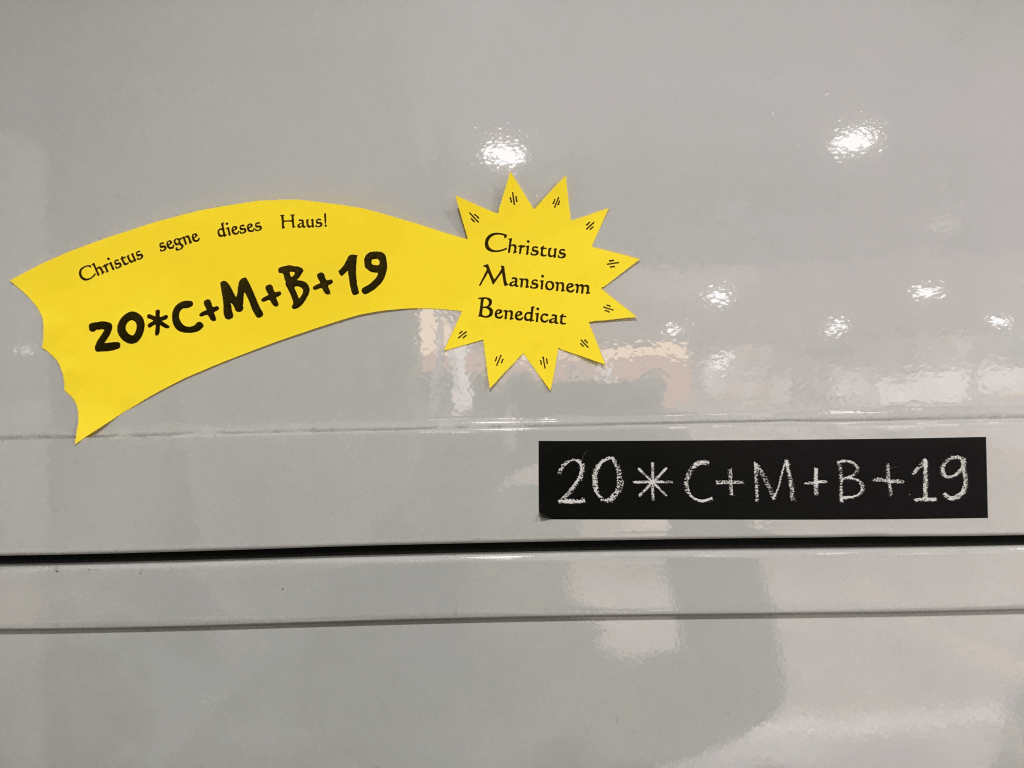 Christus segne dieses Haus!
20*C+M+B+19
Christus
Mansionem
Benedicat
20*C+M+B+19